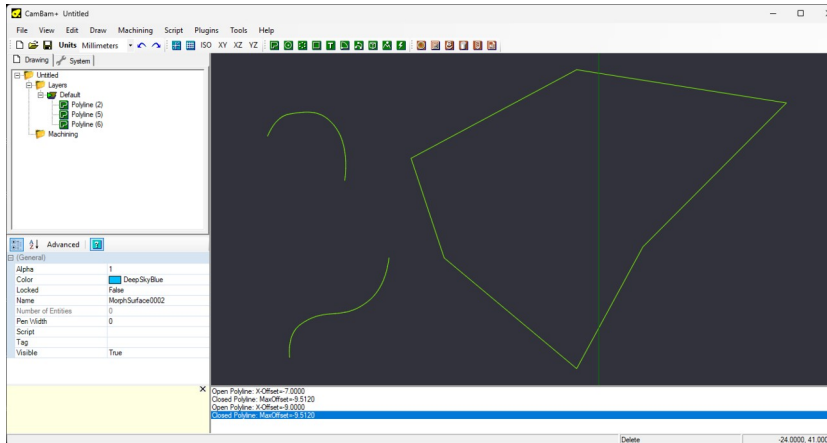 CamBam+ Untitled
File View Edit Draw Machining Script Plugins Tools Help
Units Millimeters ISO XY XZ YZ
Drawing System
Untitled
Layers
Default
Polyline (2)
Polyline (5)
Polyline (6)
Machining
Advanced
(General)
Alpha 1
Color DeepSkyBlue
Locked False
Name MorphSurface0002
Number of Entities 0
Pen Width 0
Script
Tag
Visible True
Open Polyline: X-Offset=-7.0000
Closed Polyline: MaxOffset=-9.5120
Open Polyline: X-Offset=-9.0000
Closed Polyline: MaxOffset=-9.5120
Delete -24.0000, 41.000